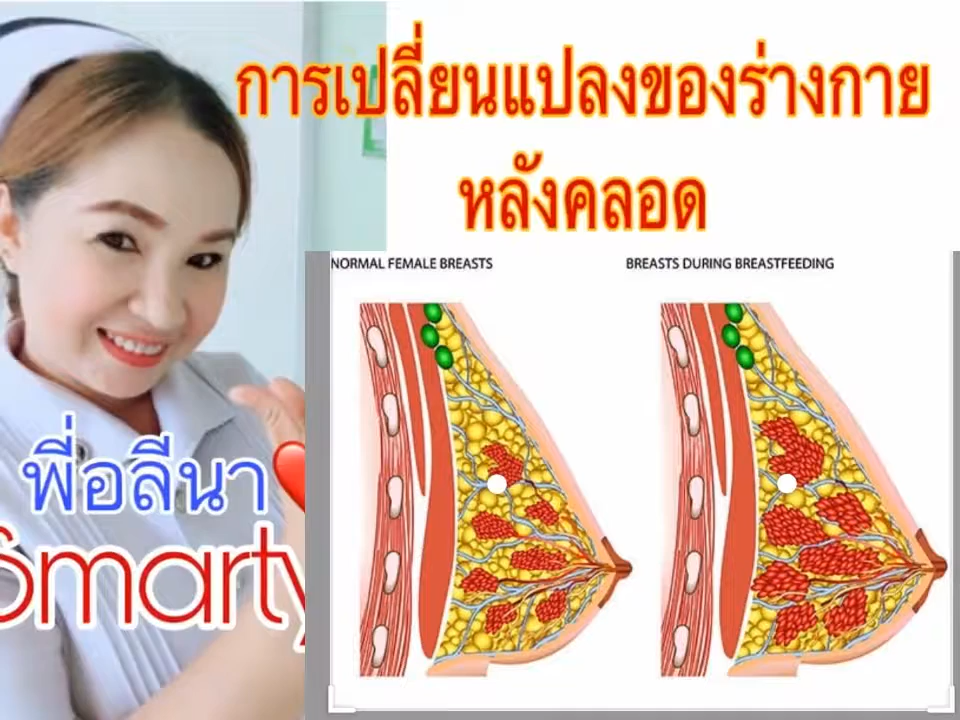 การเปลี่ยนแปลงของร่างกาย
หลังคลอด
NORMAL FEMALE BREASTS
BREASTS DURING BREASTFEEDING
พี่อลีนา
Smarty